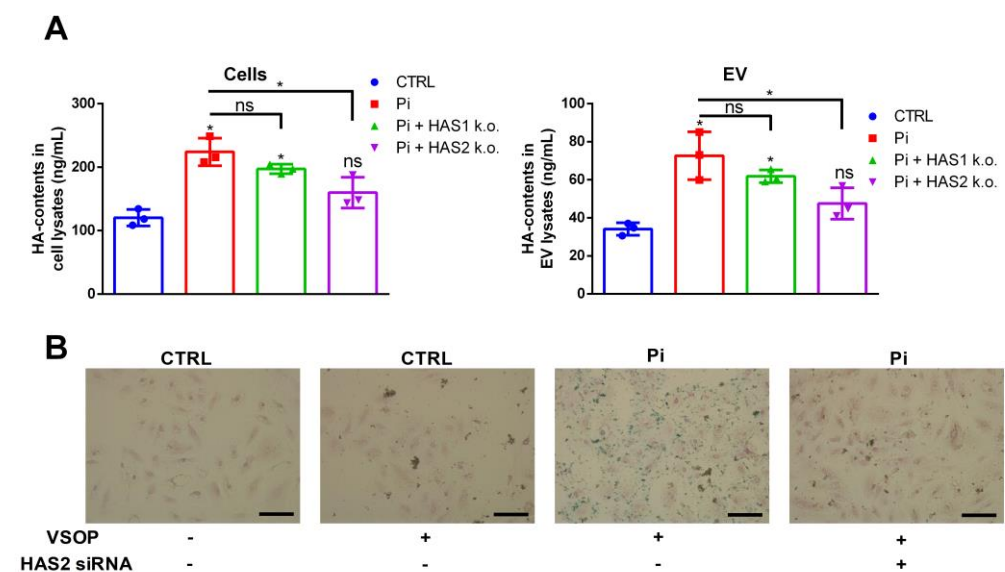 A
Cells
HA-contents in
cell lysates (ng/mL)
300
200
100
0
*
ns
*
*
ns
CTRL
Pi
Pi + HAS1 k.o.
Pi + HAS2 k.o.
EV
HA-contents in
EV lysates (ng/mL)
100
80
60
40
20
0
*
ns
*
*
ns
CTRL
Pi
Pi + HAS1 k.o.
Pi + HAS2 k.o.
B
CTRL CTRL Pi Pi
VSOP - + + +
HAS2 siRNA - - - +